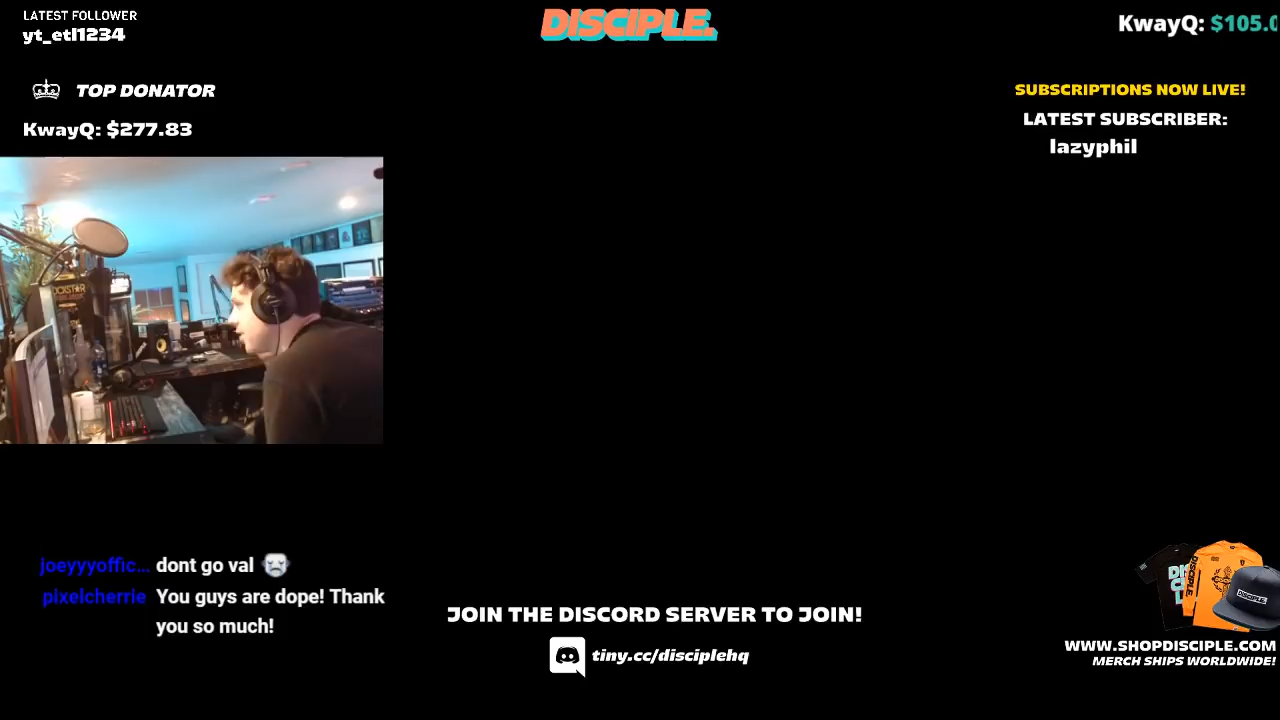 LATEST FOLLOWER
yt_etl1234
DISCIPLE.
KwayQ: $105.0
TOP DONATOR
KwayQ: $277.83
SUBSCRIPTIONS NOW LIVE!
LATEST SUBSCRIBER:
lazyphil
joeyyyoffic... dont go val
pixelcherrie You guys are dope! Thank
you so much!
JOIN THE DISCORD SERVER TO JOIN!
tiny.cc/disciplehq
DISCIPLE.
WWW.SHOPDISCIPLE.COM
MERCH SHIPS WORLDWIDE!